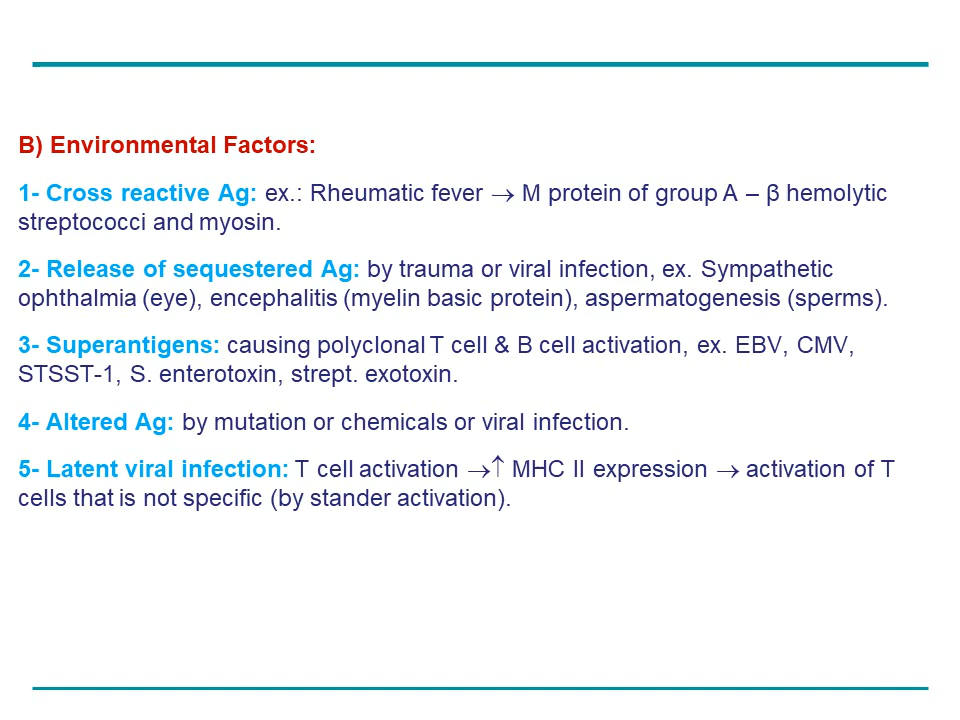 B) Environmental Factors:
1- Cross reactive Ag: ex.: Rheumatic fever → M protein of group A – β hemolytic
streptococci and myosin.
2- Release of sequestered Ag: by trauma or viral infection, ex. Sympathetic
ophthalmia (eye), encephalitis (myelin basic protein), aspermatogenesis (sperms).
3- Superantigens: causing polyclonal T cell & B cell activation, ex. EBV, CMV,
STSST-1, S. enterotoxin, strept. exotoxin.
4- Altered Ag: by mutation or chemicals or viral infection.
5- Latent viral infection: T cell activation →↑ MHC II expression → activation of T
cells that is not specific (by stander activation).